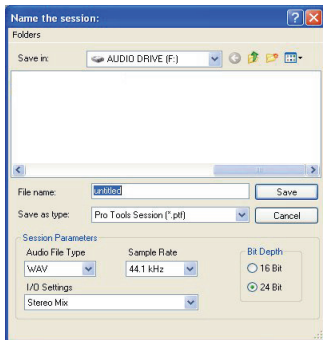 Name the session:
Folders
Save in: AUDIO DRIVE (F:)
File name: untitled Save
Save as type: Pro Tools Session (*.ptf) Cancel
Session Parameters
Audio File Type Sample Rate Bit Depth
WAV 44.1 kHz 16 Bit
I/O Settings 24 Bit
Stereo Mix